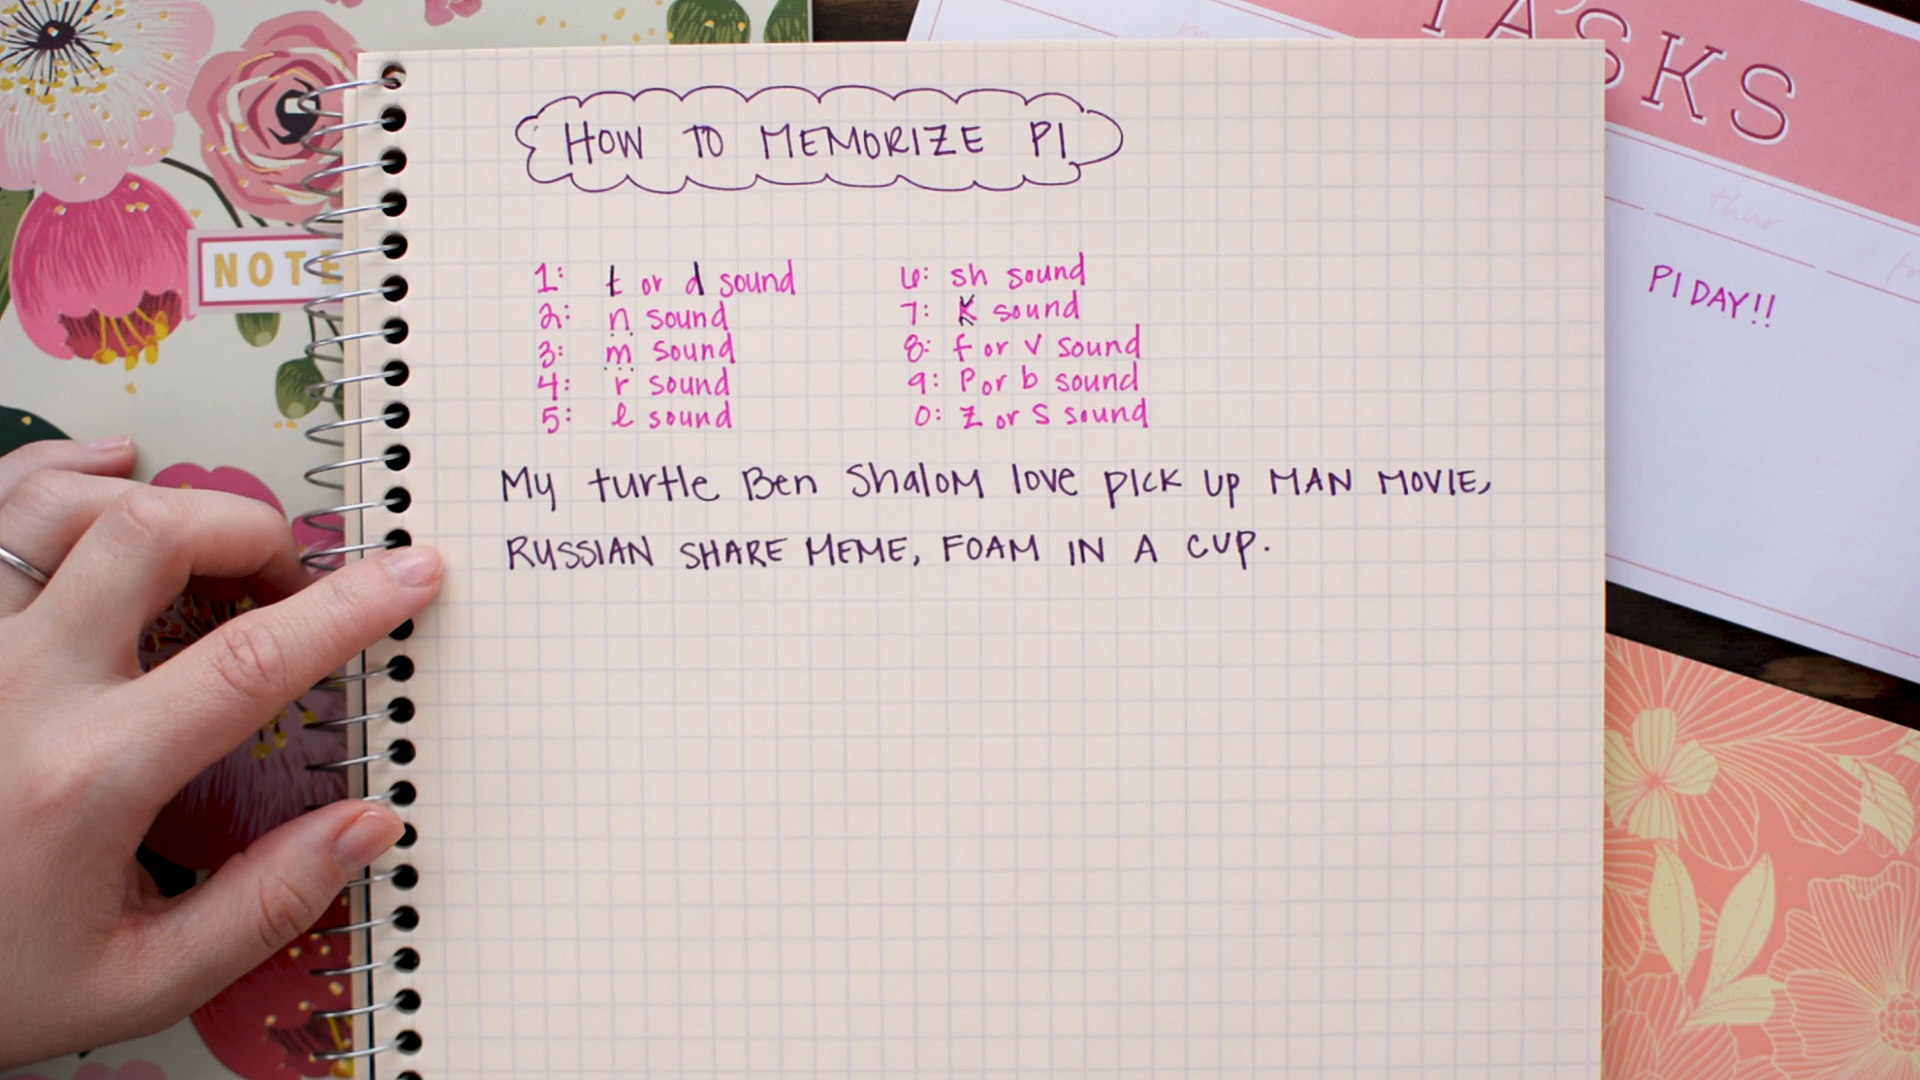 TASKS
HOW TO MEMORIZE PI
NOTE
thur
PI DAY!!
1: t or d sound
2: n sound
3: m sound
4: r sound
5: l sound
6: sh sound
7: K sound
8: f or v sound
9: P or b sound
0: Z or S sound
My turtle Ben Shalom love pick up MAN MOVIE,
RUSSIAN SHARE MEME, FOAM IN A CUP.